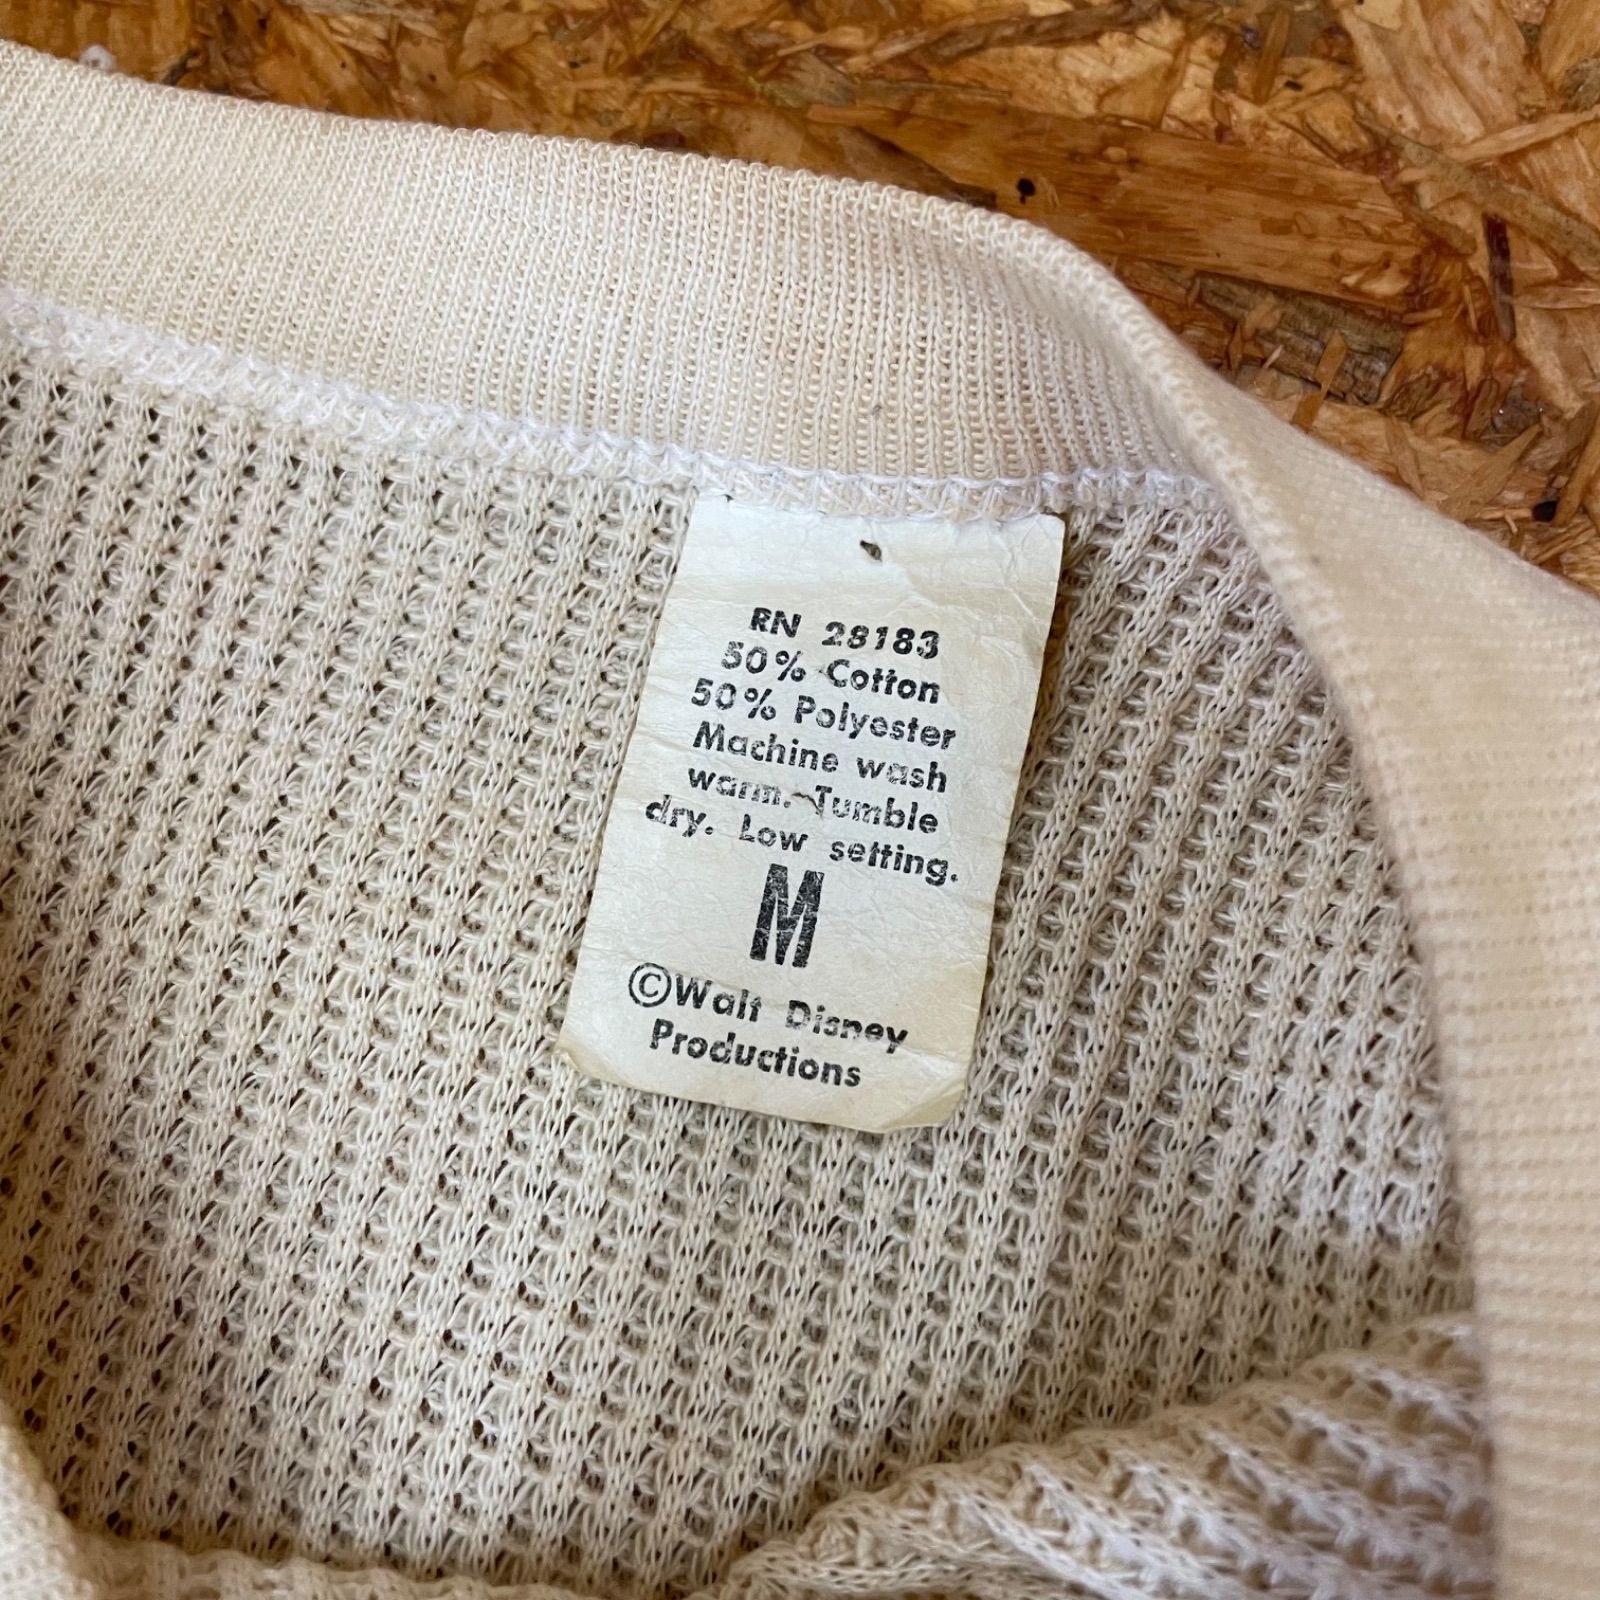 RN 28183
50% Cotton
50% Polyester
Machine wash
warm. Tumble
dry. Low setting.
M
©Walt Disney
Productions